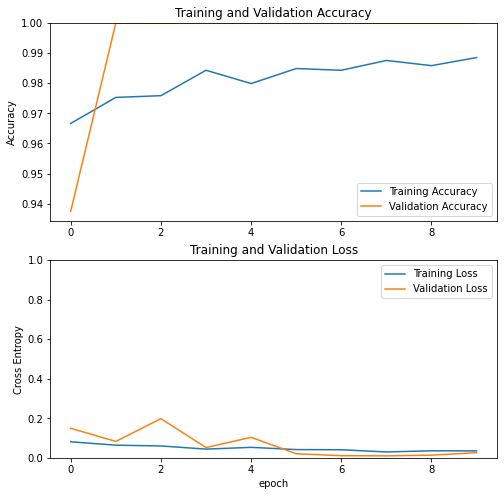 Training and Validation Accuracy
1.00
0.99
0.98
0.97
0.96
0.95
0.94
Accuracy
Training Accuracy
Validation Accuracy
0 2 4 6 8
Training and Validation Loss
1.0
0.8
0.6
0.4
0.2
0.0
Cross Entropy
Training Loss
Validation Loss
0 2 4 6 8
epoch